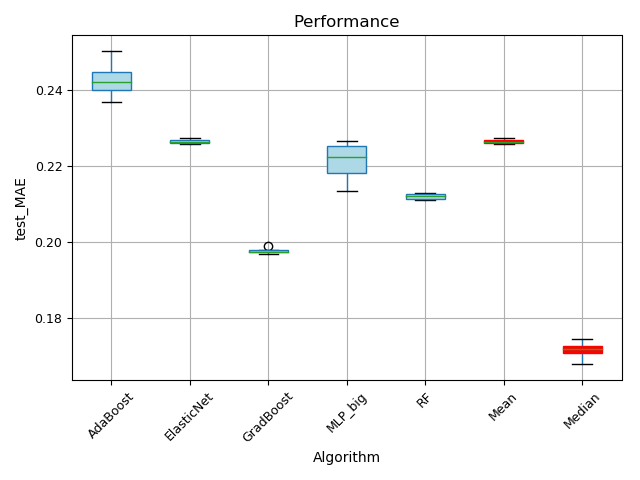 Performance
test_MAE
0.24
0.22
0.20
0.18
AdaBoost
ElasticNet
GradBoost
MLP_big
RF
Mean
Median
Algorithm